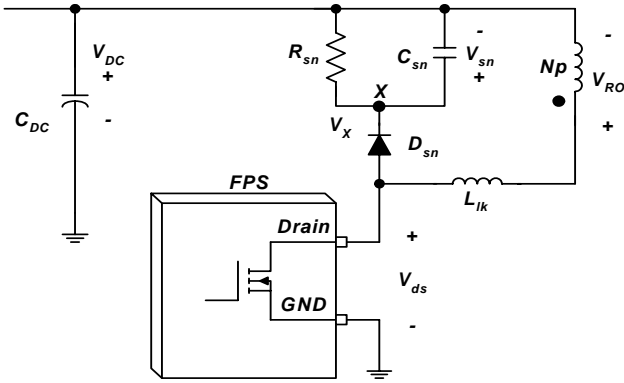 V_DC
+
-
C_DC
R_sn
C_sn
-
V_sn
+
Np
-
V_RO
+
X
V_X
D_sn
L_lk
FPS
Drain
GND
+
V_ds
-